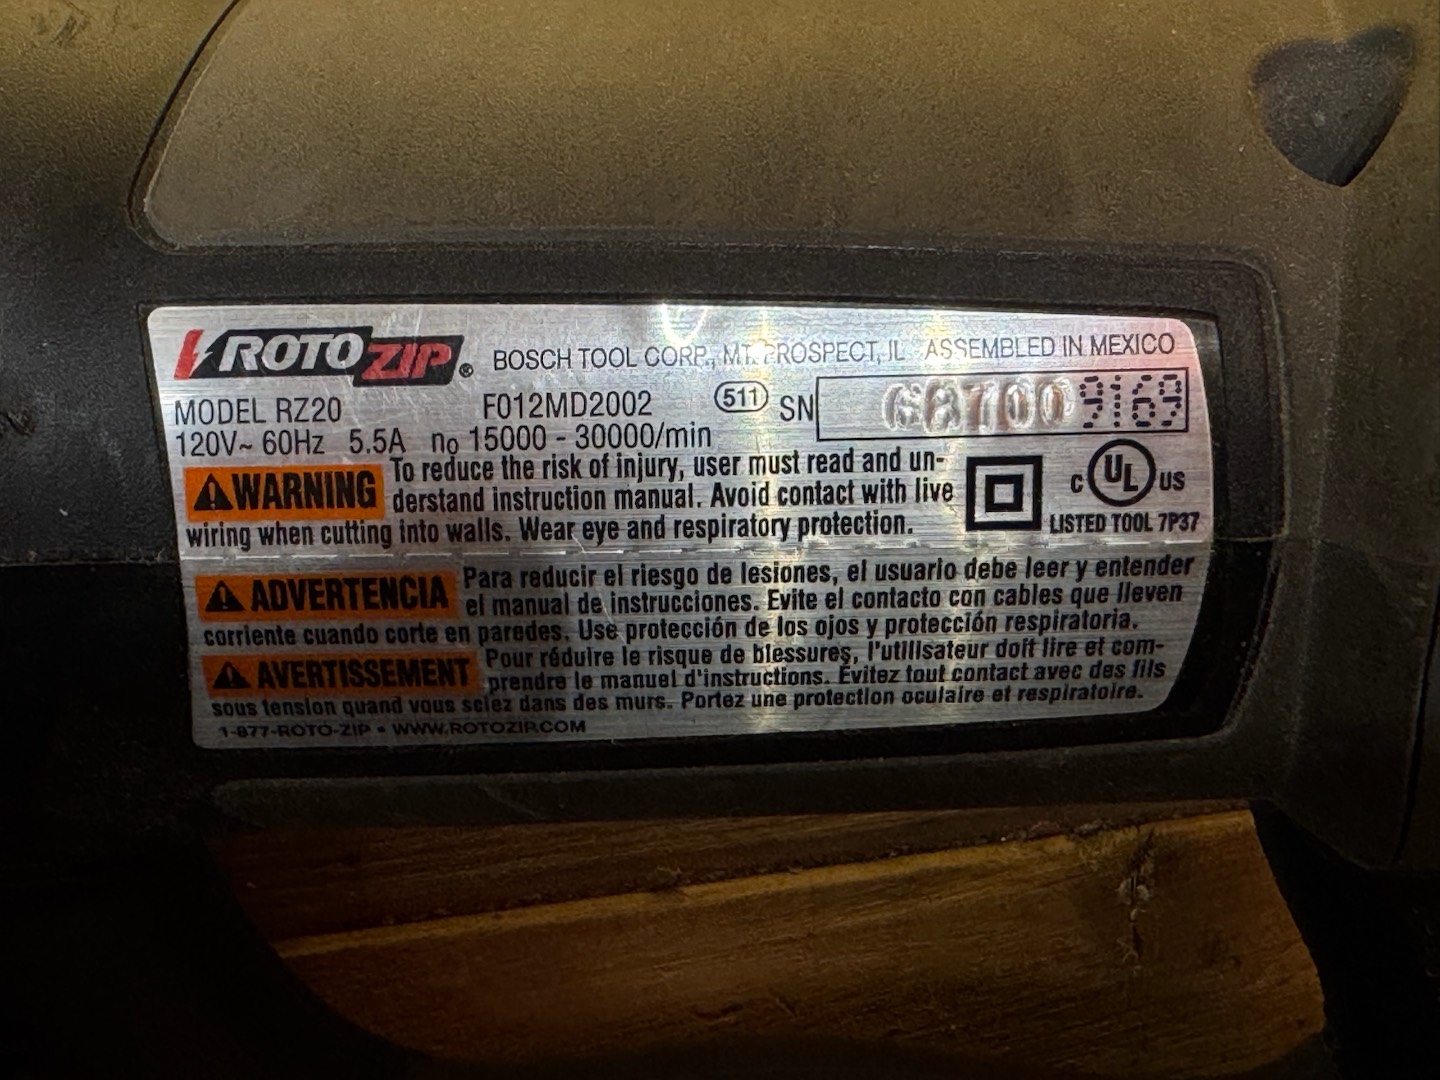 ROTOZIP® BOSCH TOOL CORP., MT. PROSPECT, IL ASSEMBLED IN MEXICO
MODEL RZ20 F012MD2002 511 SN 9169
120V~ 60Hz 5.5A n₀ 15000 - 30000/min
⚠WARNING To reduce the risk of injury, user must read and un-
derstand instruction manual. Avoid contact with live
wiring when cutting into walls. Wear eye and respiratory protection.
C UL US
LISTED TOOL 7P37
⚠ADVERTENCIA Para reducir el riesgo de lesiones, el usuario debe leer y entender
el manual de instrucciones. Evite el contacto con cables que lleven
corriente cuando corte en paredes. Use protección de los ojos y protección respiratoria.
⚠AVERTISSEMENT Pour réduire le risque de blessures, l'utilisateur doit lire et com-
prendre le manuel d'instructions. Évitez tout contact avec des fils
sous tension quand vous sciez dans des murs. Portez une protection oculaire et respiratoire.
1-877-ROTO-ZIP • WWW.ROTOZIP.COM